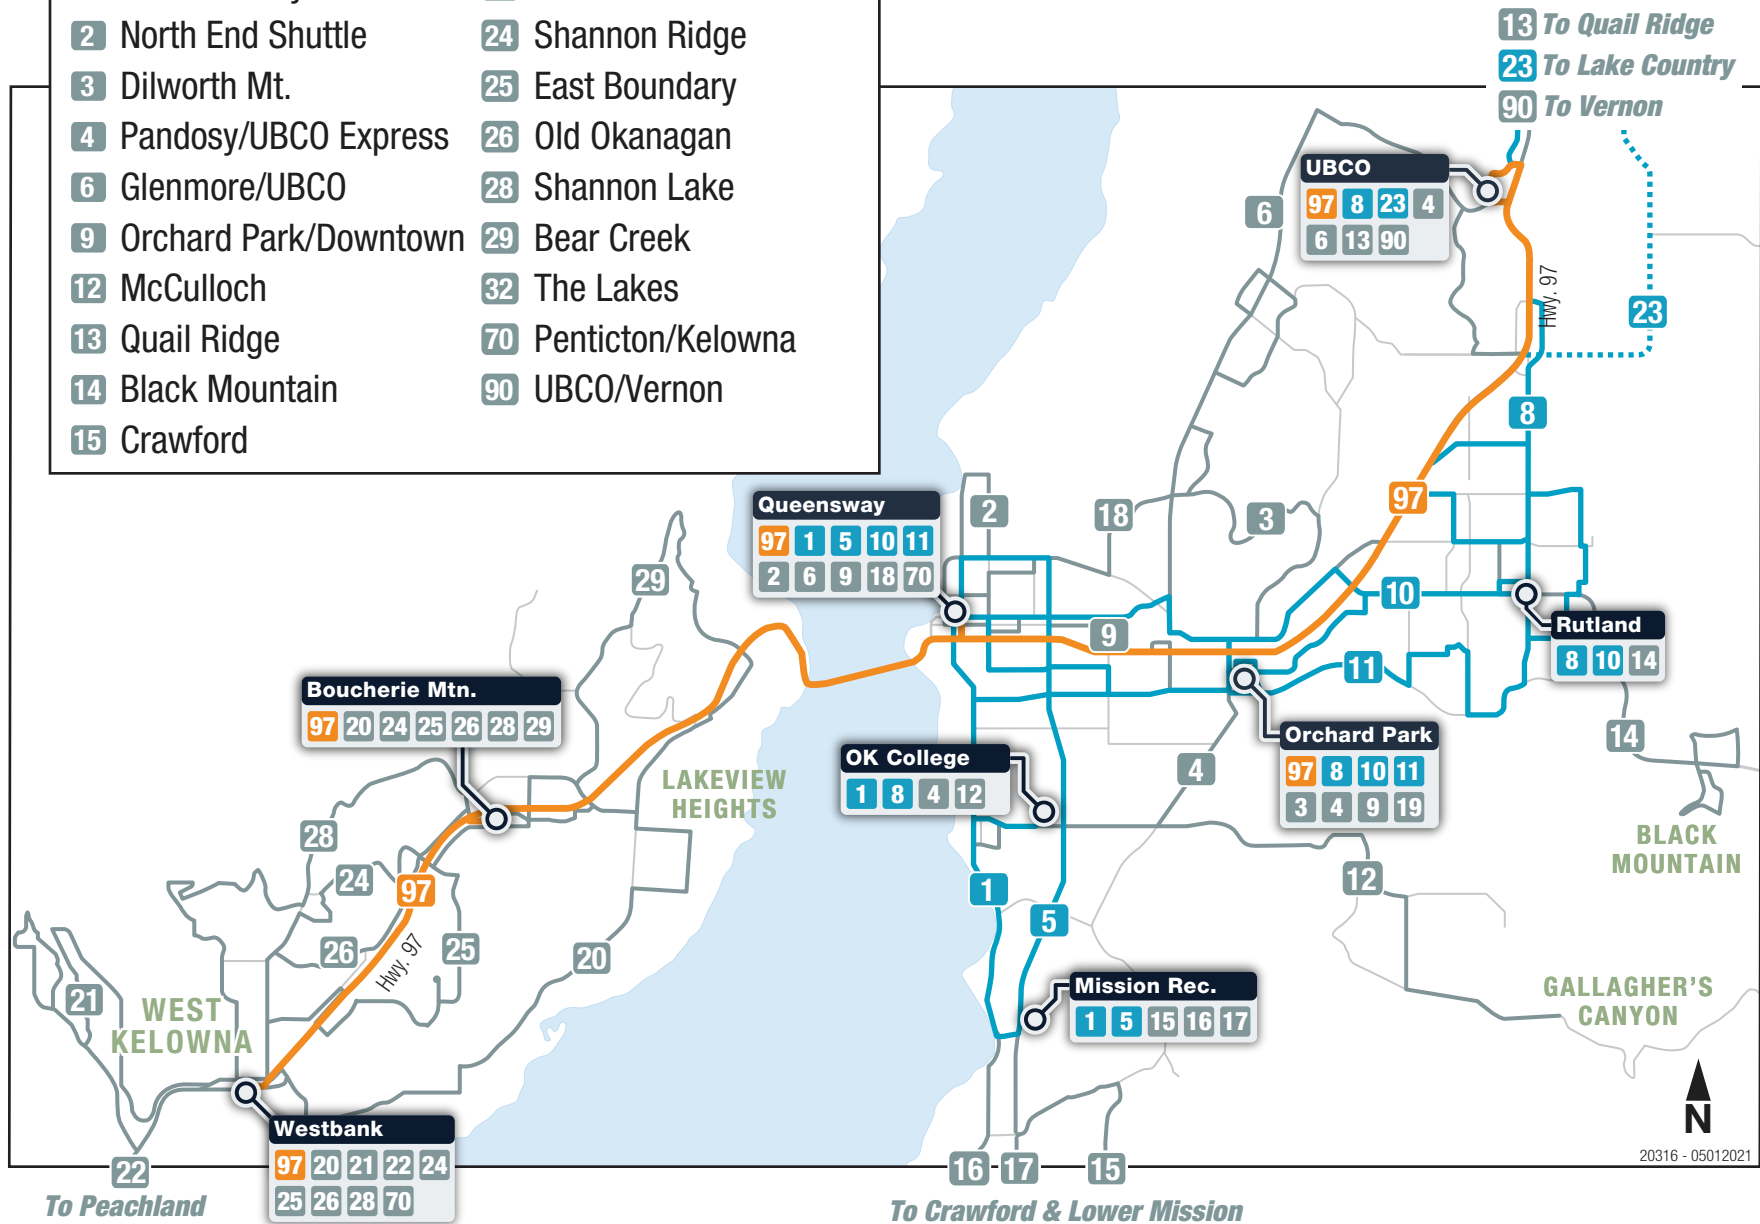 2 North End Shuttle
3 Dilworth Mt.
4 Pandosy/UBCO Express
6 Glenmore/UBCO
9 Orchard Park/Downtown
12 McCulloch
13 Quail Ridge
14 Black Mountain
15 Crawford
24 Shannon Ridge
25 East Boundary
26 Old Okanagan
28 Shannon Lake
29 Bear Creek
32 The Lakes
70 Penticton/Kelowna
90 UBCO/Vernon
13 To Quail Ridge
23 To Lake Country
90 To Vernon
UBCO
97 8 23 4
6 13 90
6
Hwy. 97
23
8
97
Queensway
97 1 5 10 11
2 6 9 18 70
2
18
3
29
10
9
Rutland
8 10 14
11
Boucherie Mtn.
97 20 24 25 26 28 29
OK College
1 8 4 12
Orchard Park
97 8 10 11
3 4 9 19
14
4
LAKEVIEW
HEIGHTS
BLACK
MOUNTAIN
28
24
97
12
1
5
26
25
20
Hwy. 97
21
WEST
KELOWNA
Mission Rec.
1 5 15 16 17
GALLAGHER'S
CANYON
N
20316 - 05012021
Westbank
97 20 21 22 24
25 26 28 70
22
To Peachland
16 17 15
To Crawford & Lower Mission